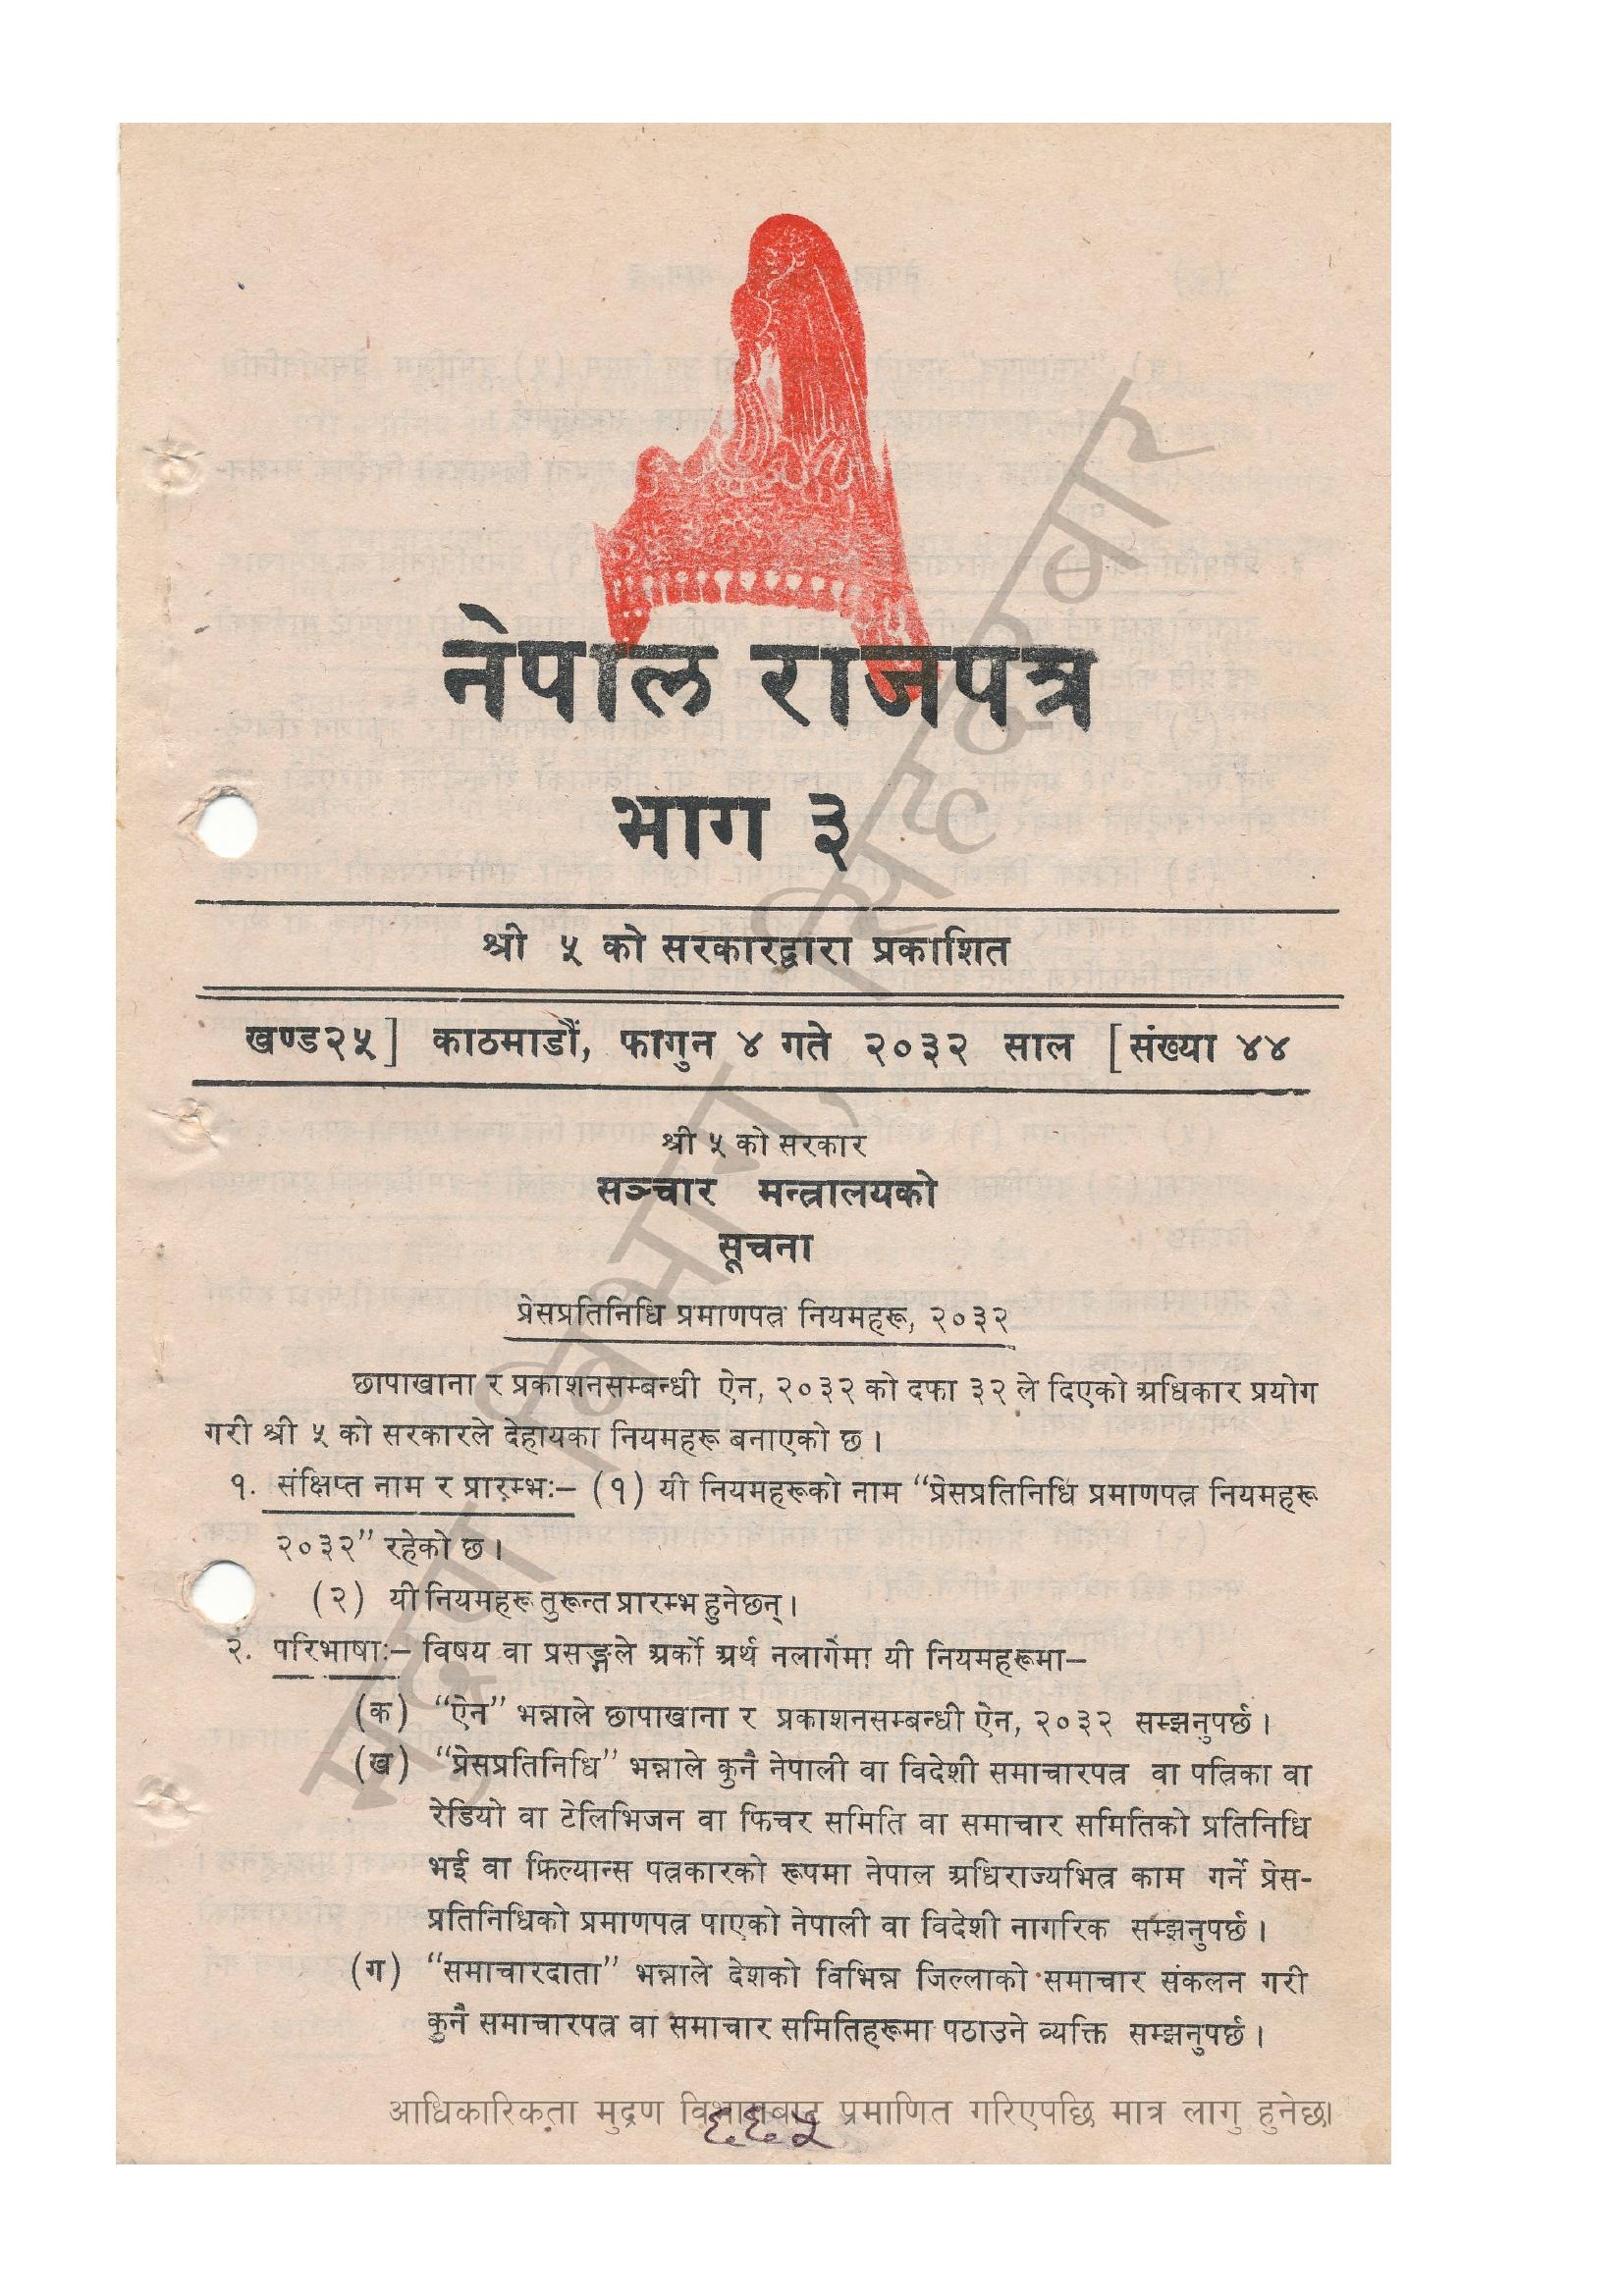 नेपाल राजपत्र
भाग ३
श्री ५ को सरकारद्वारा प्रकाशित
खण्ड२५] काठमाडौं, फागुन ४ गते २०३२ साल [संख्या ४४
श्री ५ को सरकार
सञ्चार मन्त्रालयको
सूचना
प्रेसप्रतिनिधि प्रमाणपत्र नियमहरू, २०३२
छापाखाना र प्रकाशनसम्बन्धी ऐन, २०३२ को दफा ३२ ले दिएको अधिकार प्रयोग
गरी श्री ५ को सरकारले देहायका नियमहरू बनाएको छ ।
१. संक्षिप्त नाम र प्रारम्भः– (१) यी नियमहरूको नाम “प्रेसप्रतिनिधि प्रमाणपत्र नियमहरू
२०३२” रहेको छ ।
(२) यी नियमहरू तुरून्त प्रारम्भ हुनेछन् ।
२. परिभाषाः– विषय वा प्रसङ्गले अर्को अर्थ नलागेमा यी नियमहरूमा–
(क) “ऐन” भन्नाले छापाखाना र प्रकाशनसम्बन्धी ऐन, २०३२ सम्झनुपर्छ ।
(ख) “प्रेसप्रतिनिधि” भन्नाले कुनै नेपाली वा विदेशी समाचारपत्र वा पत्रिका वा
रेडियो वा टेलिभिजन वा फिचर समिति वा समाचार समितिको प्रतिनिधि
भई वा फ्रिल्यान्स पत्रकारको रूपमा नेपाल अधिराज्यभित्र काम गर्ने प्रेस-
प्रतिनिधिको प्रमाणपत्र पाएको नेपाली वा विदेशी नागरिक सम्झनुपर्छ ।
(ग) “समाचारदाता” भन्नाले देशको विभिन्न जिल्लाको समाचार संकलन गरी
कुनै समाचारपत्र वा समाचार समितिहरूमा पठाउने व्यक्ति सम्झनुपर्छ ।
आधिकारिकता मुद्रण विभागबाट प्रमाणित गरिएपछि मात्र लागु हुनेछ।
६६५
मुद्रण विभाग, सिंहदरबार